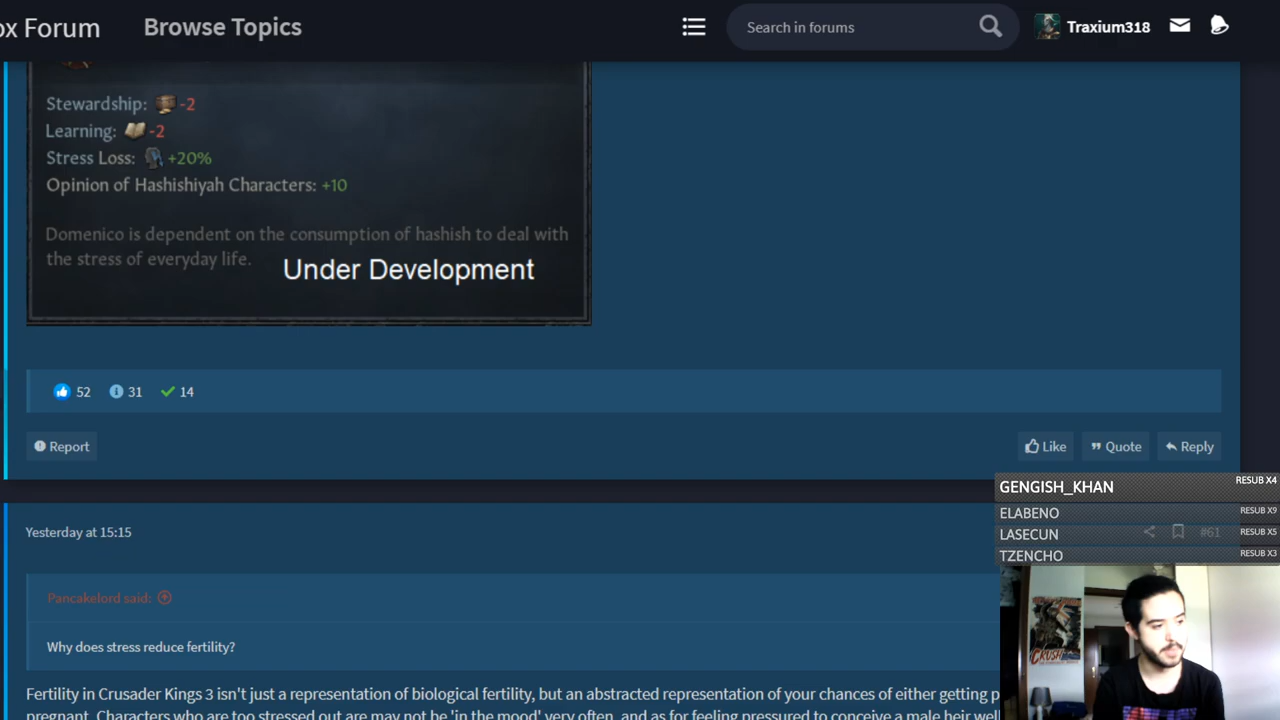 ox Forum
Browse Topics
Search in forums
Traxium318
Stewardship: -2
Learning: -2
Stress Loss: +20%
Opinion of Hashishiyah Characters: +10
Domenico is dependent on the consumption of hashish to deal with
the stress of everyday life.
Under Development
52 31 14
Report
Like Quote Reply
GENGISH_KHAN RESUB X4
ELABENO RESUB X9
LASECUN RESUB X5
TZENCHO RESUB X3
Yesterday at 15:15
#61
Pancakelord said:
Why does stress reduce fertility?
Fertility in Crusader Kings 3 isn't just a representation of biological fertility, but an abstracted representation of your chances of either getting p
pregnant. Characters who are too stressed out are may not be 'in the mood' very often, and as for feeling pressured to conceive a male heir wel
CRUSH